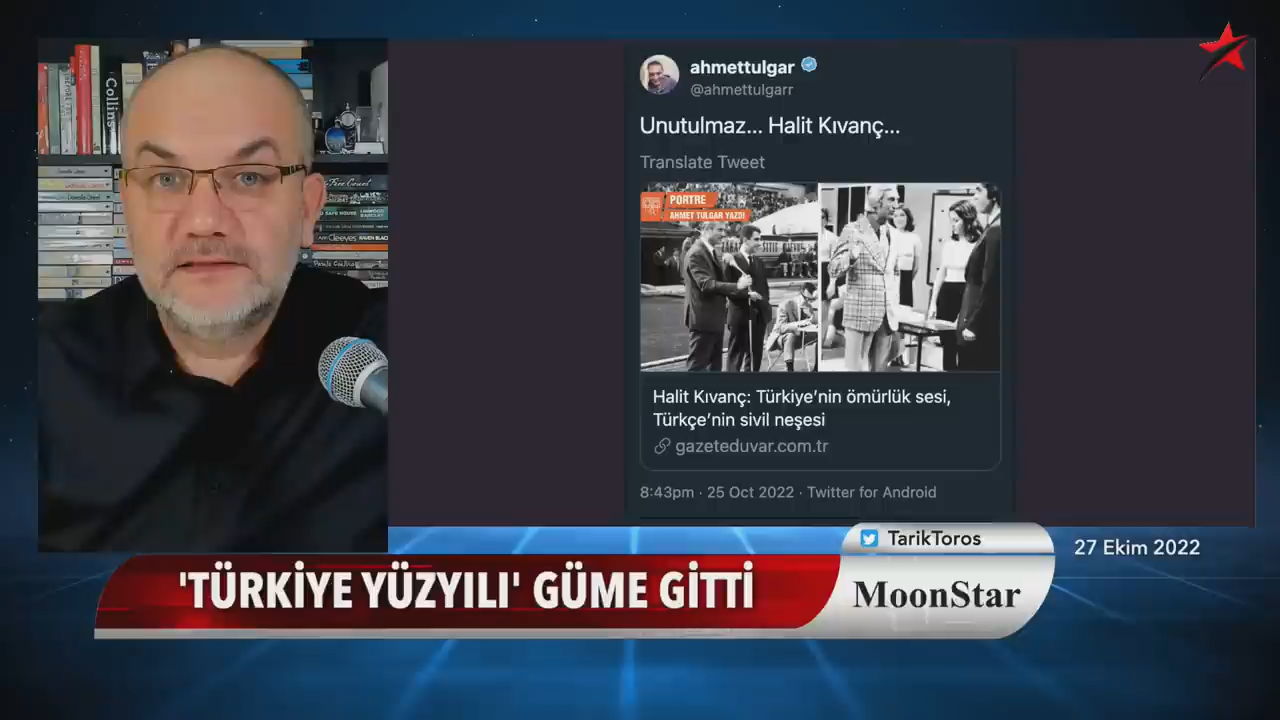 Collins
ahmettulgar
@ahmettulgarr
Unutulmaz... Halit Kıvanç...
Translate Tweet
PORTRE
AHMET TULGAR YAZDI
Halit Kıvanç: Türkiye'nin ömürlük sesi,
Türkçe'nin sivil neşesi
gazeteduvar.com.tr
8:43pm · 25 Oct 2022 · Twitter for Android
TarikToros
27 Ekim 2022
'TÜRKİYE YÜZYILI' GÜME GİTTİ
MoonStar